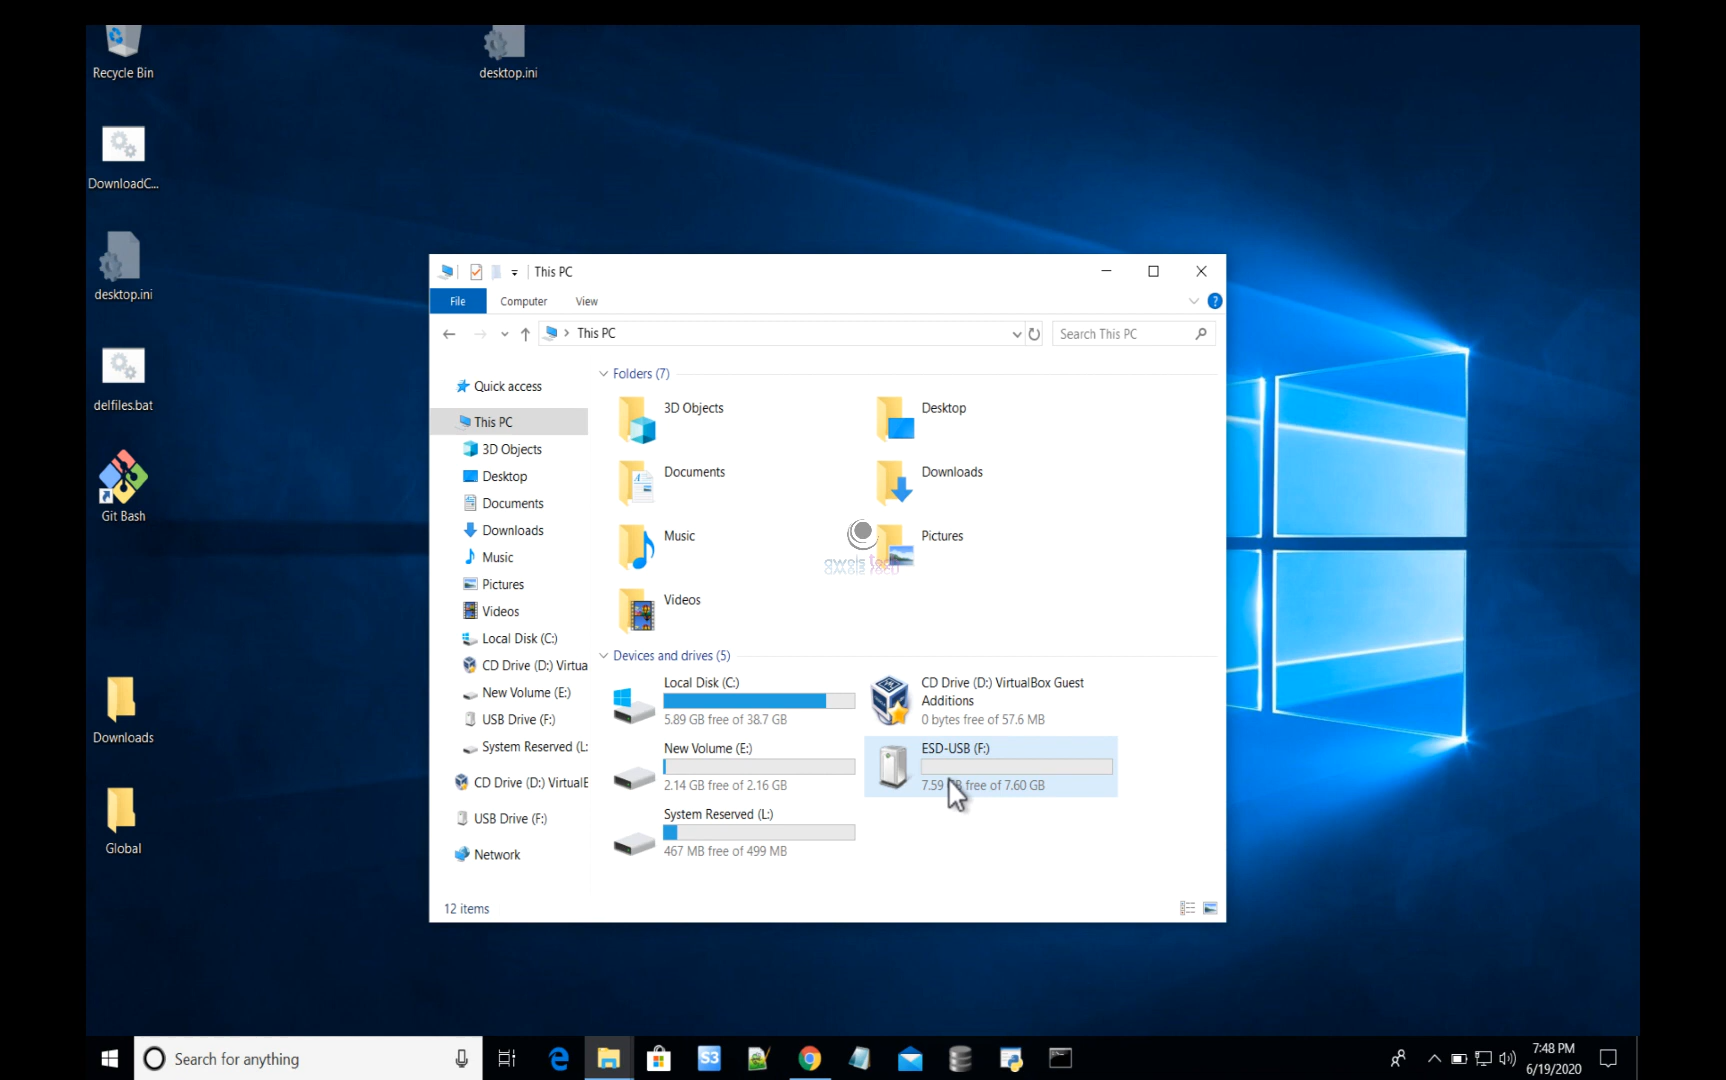 Recycle Bin
desktop.ini
DownloadC...
desktop.ini
delfiles.bat
Git Bash
Downloads
Global
This PC
File
Computer
View
This PC
Search This PC
Quick access
This PC
3D Objects
Desktop
Documents
Downloads
Music
Pictures
Videos
Local Disk (C:)
CD Drive (D:) Virtua
New Volume (E:)
USB Drive (F:)
System Reserved (L:
CD Drive (D:) VirtualE
USB Drive (F:)
Network
Folders (7)
3D Objects
Desktop
Documents
Downloads
Music
Pictures
Videos
Devices and drives (5)
Local Disk (C:)
5.89 GB free of 38.7 GB
CD Drive (D:) VirtualBox Guest
Additions
0 bytes free of 57.6 MB
New Volume (E:)
2.14 GB free of 2.16 GB
ESD-USB (F:)
7.59 GB free of 7.60 GB
System Reserved (L:)
467 MB free of 499 MB
12 items
Search for anything
S3
7:48 PM
6/19/2020